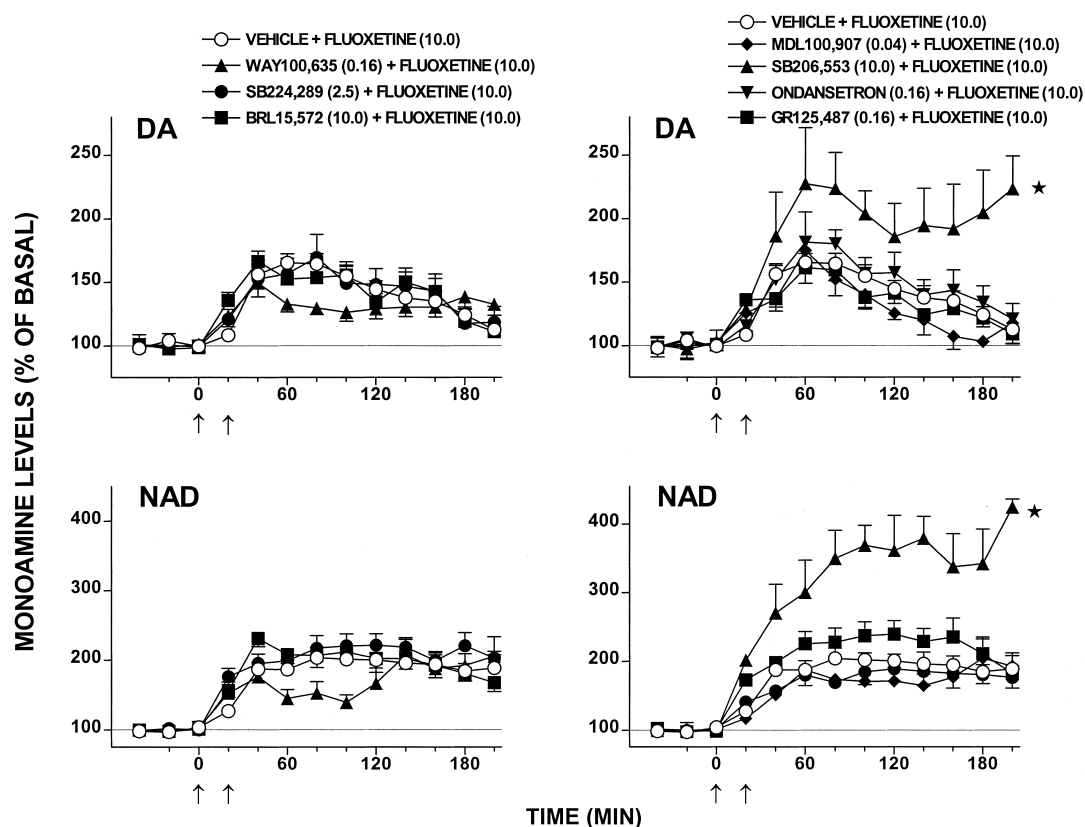 VEHICLE + FLUOXETINE (10.0)
WAY100,635 (0.16) + FLUOXETINE (10.0)
SB224,289 (2.5) + FLUOXETINE (10.0)
BRL15,572 (10.0) + FLUOXETINE (10.0)
VEHICLE + FLUOXETINE (10.0)
MDL100,907 (0.04) + FLUOXETINE (10.0)
SB206,553 (10.0) + FLUOXETINE (10.0)
ONDANSETRON (0.16) + FLUOXETINE (10.0)
GR125,487 (0.16) + FLUOXETINE (10.0)
MONOAMINE LEVELS (% OF BASAL)
DA
250
200
150
100
0 60 120 180
↑ ↑
DA
250
200
150
100
0 60 120 180
↑ ↑
NAD
400
300
200
100
0 60 120 180
↑ ↑
NAD
400
300
200
100
0 60 120 180
↑ ↑
TIME (MIN)